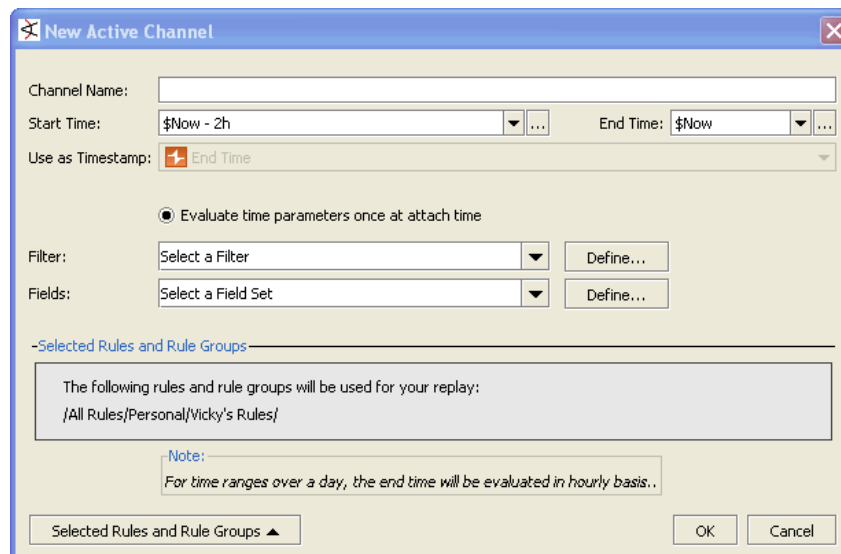 New Active Channel
Channel Name:
Start Time: $Now - 2h ... End Time: $Now ...
Use as Timestamp: End Time
Evaluate time parameters once at attach time
Filter: Select a Filter Define...
Fields: Select a Field Set Define...
Selected Rules and Rule Groups
The following rules and rule groups will be used for your replay:
/All Rules/Personal/Vicky's Rules/
Note:
For time ranges over a day, the end time will be evaluated in hourly basis..
Selected Rules and Rule Groups OK Cancel